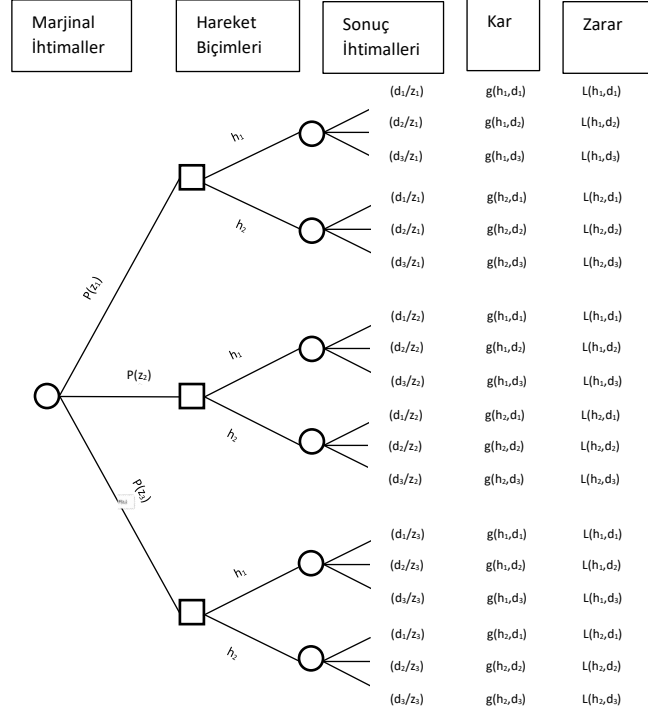 Marjinal
İhtimaller
Hareket
Biçimleri
Sonuç
İhtimalleri
Kar
Zarar
(d₁/z₁) g(h₁,d₁) L(h₁,d₁)
(d₂/z₁) g(h₁,d₂) L(h₁,d₂)
h₁
(d₃/z₁) g(h₁,d₃) L(h₁,d₃)
(d₁/z₁) g(h₂,d₁) L(h₂,d₁)
h₂
(d₂/z₁) g(h₂,d₂) L(h₂,d₂)
(d₃/z₁) g(h₂,d₃) L(h₂,d₃)
P(z₁)
(d₁/z₂) g(h₁,d₁) L(h₁,d₁)
(d₂/z₂) g(h₁,d₂) L(h₁,d₂)
h₁
P(z₂)
(d₃/z₂) g(h₁,d₃) L(h₁,d₃)
(d₁/z₂) g(h₂,d₁) L(h₂,d₁)
h₂
(d₂/z₂) g(h₂,d₂) L(h₂,d₂)
(d₃/z₂) g(h₂,d₃) L(h₂,d₃)
P(z₃)
(d₁/z₃) g(h₁,d₁) L(h₁,d₁)
(d₂/z₃) g(h₁,d₂) L(h₁,d₂)
h₁
(d₃/z₃) g(h₁,d₃) L(h₁,d₃)
(d₁/z₃) g(h₂,d₁) L(h₂,d₁)
h₂
(d₂/z₃) g(h₂,d₂) L(h₂,d₂)
(d₃/z₃) g(h₂,d₃) L(h₂,d₃)